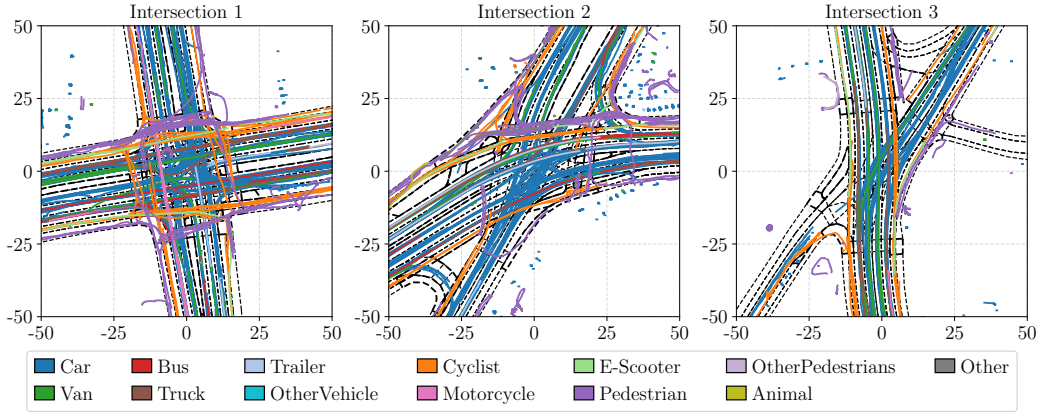 Intersection 1 Intersection 2 Intersection 3
50 50 50
25 25 25
0 0 0
-25 -25 -25
-50 -50 -50
-50 -25 0 25 50 -50 -25 0 25 50 -50 -25 0 25 50
Car Bus Trailer Cyclist E-Scooter OtherPedestrians Other
Van Truck OtherVehicle Motorcycle Pedestrian Animal